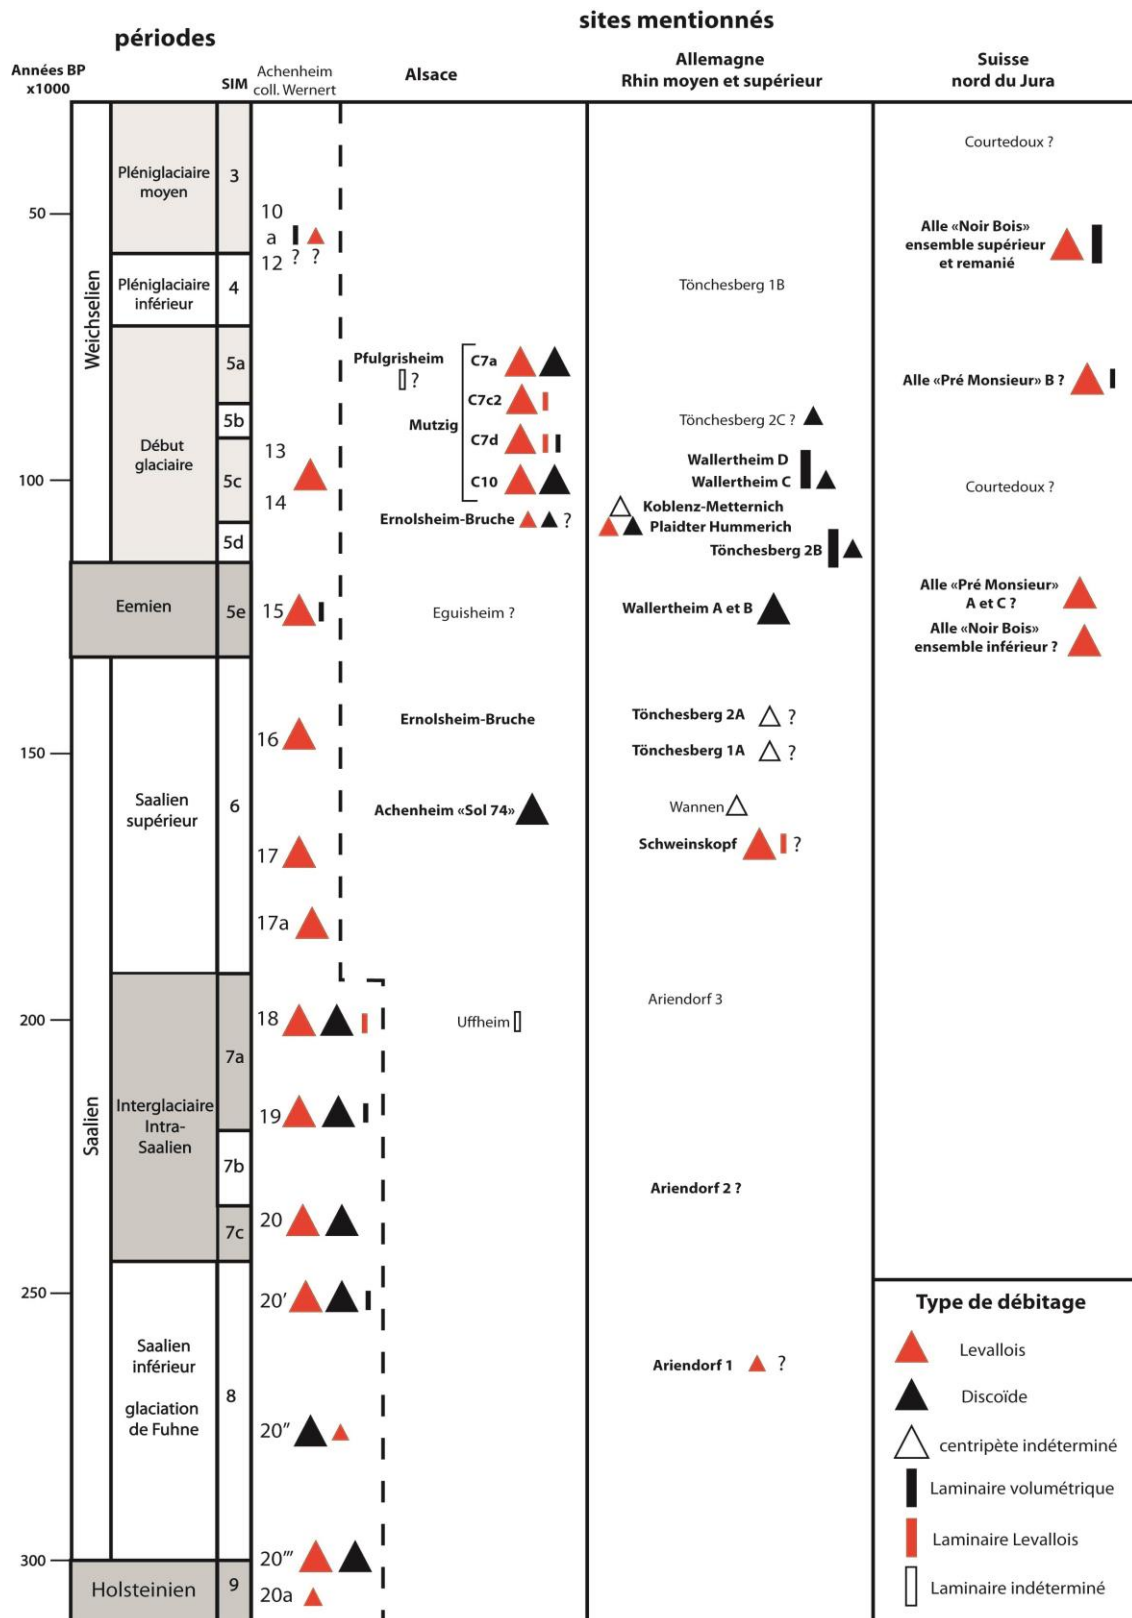 sites mentionnés
périodes
Années BP
x1000
SIM
Achenheim
coll. Wernert
Alsace
Allemagne
Rhin moyen et supérieur
Suisse
nord du Jura
Weichselien
Pléniglaciaire
moyen
3
50
10
a
? ?
12
Courtedoux ?
Alle «Noir Bois»
ensemble supérieur
et remanié
Pléniglaciaire
inférieur
4
Tönchesberg 1B
Début
glaciaire
5a
5b
5c
5d
Pfulgrisheim
?
Mutzig
C7a
C7c2
C7d
C10
Alle «Pré Monsieur» B ?
Tönchesberg 2C ?
13
14
100
Wallertheim D
Wallertheim C
Courtedoux ?
Koblenz-Metternich
Ernolsheim-Bruche ?
Plaidter Hummerich
Tönchesberg 2B
Eemien
5e
15
Eguisheim ?
Wallertheim A et B
Alle «Pré Monsieur»
A et C ?
Alle «Noir Bois»
ensemble inférieur ?
Saalien
Saalien
supérieur
6
16
Ernolsheim-Bruche
Tönchesberg 2A ?
150
Tönchesberg 1A ?
Achenheim «Sol 74»
Wannen
17
Schweinskopf ?
17a
Interglaciaire
Intra-
Saalien
7a
7b
7c
18
200
Uffheim
Ariendorf 3
19
Ariendorf 2 ?
20
250
20′
Saalien
inférieur
glaciation
de Fuhne
8
Ariendorf 1 ?
20″
300
20‴
Holsteinien
9
20a
Type de débitage
Levallois
Discoïde
centripète indéterminé
Laminaire volumétrique
Laminaire Levallois
Laminaire indéterminé